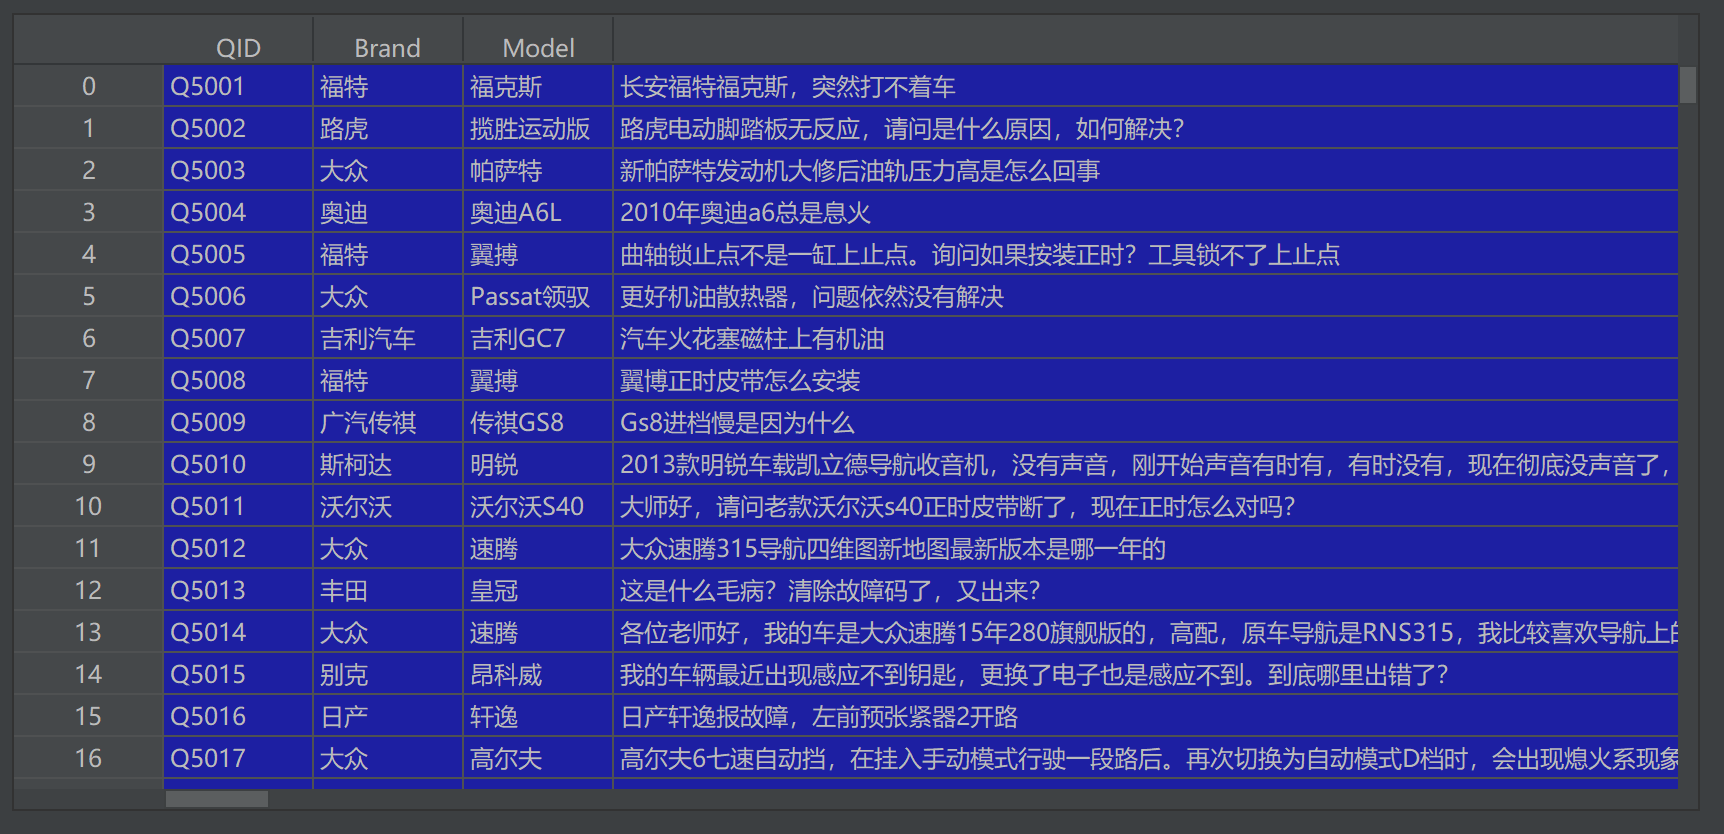 QID Brand Model
0 Q5001 福特 福克斯 长安福特福克斯，突然打不着车
1 Q5002 路虎 揽胜运动版 路虎电动脚踏板无反应，请问是什么原因，如何解决？
2 Q5003 大众 帕萨特 新帕萨特发动机大修后油轨压力高是怎么回事
3 Q5004 奥迪 奥迪A6L 2010年奥迪a6总是息火
4 Q5005 福特 翼搏 曲轴锁止点不是一缸上止点。询问如果按装正时？工具锁不了上止点
5 Q5006 大众 Passat领驭 更好机油散热器，问题依然没有解决
6 Q5007 吉利汽车 吉利GC7 汽车火花塞磁柱上有机油
7 Q5008 福特 翼搏 翼博正时皮带怎么安装
8 Q5009 广汽传祺 传祺GS8 Gs8进档慢是因为什么
9 Q5010 斯柯达 明锐 2013款明锐车载凯立德导航收音机，没有声音，刚开始声音有时有，有时没有，现在彻底没声音了，
10 Q5011 沃尔沃 沃尔沃S40 大师好，请问老款沃尔沃s40正时皮带断了，现在正时怎么对吗？
11 Q5012 大众 速腾 大众速腾315导航四维图新地图最新版本是哪一年的
12 Q5013 丰田 皇冠 这是什么毛病？清除故障码了，又出来？
13 Q5014 大众 速腾 各位老师好，我的车是大众速腾15年280旗舰版的，高配，原车导航是RNS315，我比较喜欢导航上的
14 Q5015 别克 昂科威 我的车辆最近出现感应不到钥匙，更换了电子也是感应不到。到底哪里出错了？
15 Q5016 日产 轩逸 日产轩逸报故障，左前预张紧器2开路
16 Q5017 大众 高尔夫 高尔夫6七速自动挡，在挂入手动模式行驶一段路后。再次切换为自动模式D档时，会出现熄火系现象